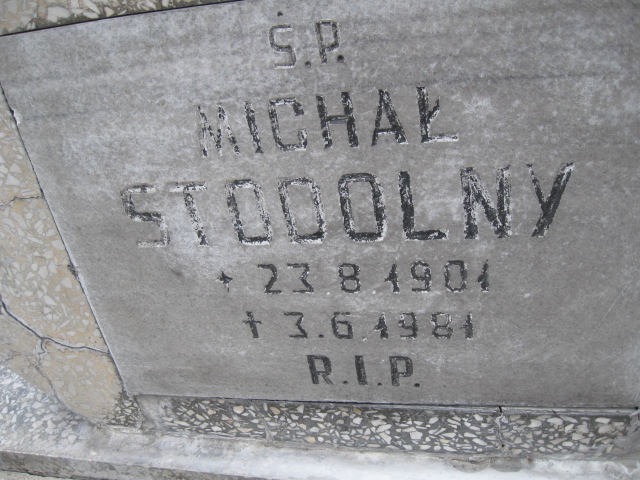 Ś.P.
MICHAŁ
STODOLNY
* 23.8.1901
† 3.6.1981
R.I.P.